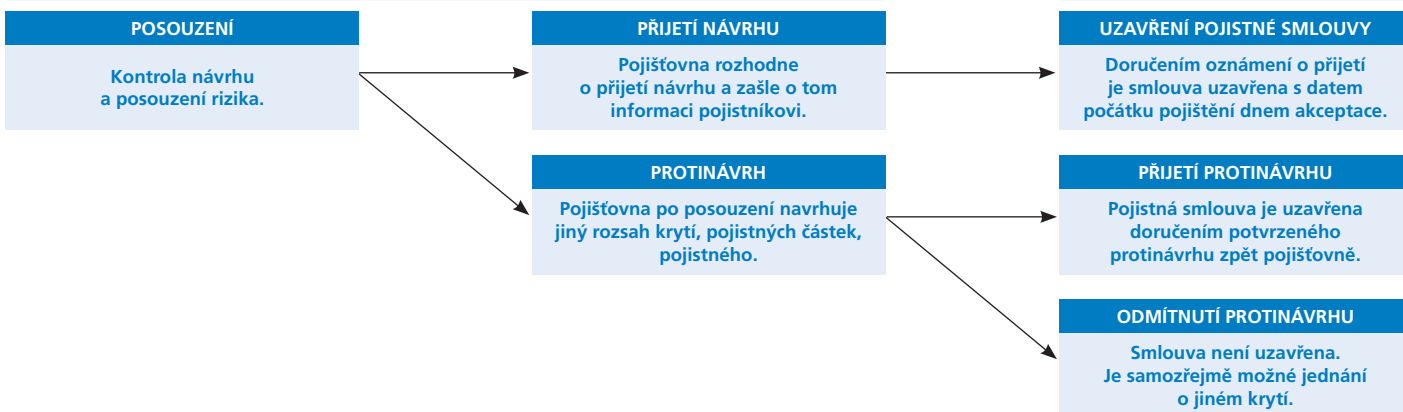 POSOUZENÍ
Kontrola návrhu
a posouzení rizika.
PŘIJETÍ NÁVRHU
Pojišťovna rozhodne
o přijetí návrhu a zašle o tom
informaci pojistníkovi.
UZAVŘENÍ POJISTNÉ SMLOUVY
Doručením oznámení o přijetí
je smlouva uzavřena s datem
počátku pojištění dnem akceptace.
PROTINÁVRH
Pojišťovna po posouzení navrhuje
jiný rozsah krytí, pojistných částek,
pojistného.
PŘIJETÍ PROTINÁVRHU
Pojistná smlouva je uzavřena
doručením potvrzeného
protinávrhu zpět pojišťovně.
ODMÍTNUTÍ PROTINÁVRHU
Smlouva není uzavřena.
Je samozřejmě možné jednání
o jiném krytí.